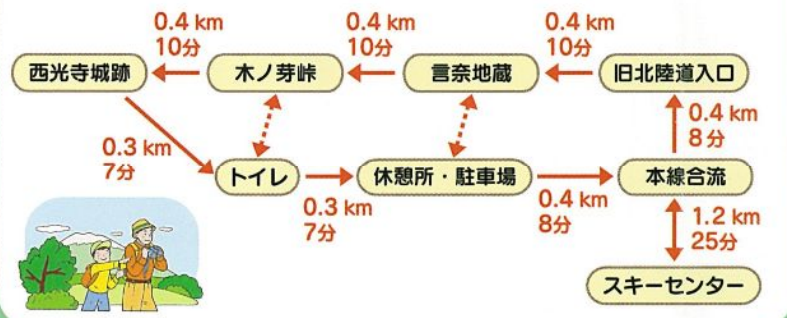 0.4 km
10分
0.4 km
10分
0.4 km
10分
西光寺城跡
木ノ芽峠
言奈地蔵
旧北陸道入口
0.3 km
7分
0.4 km
8分
トイレ
休憩所・駐車場
本線合流
0.3 km
7分
0.4 km
8分
1.2 km
25分
スキーセンター